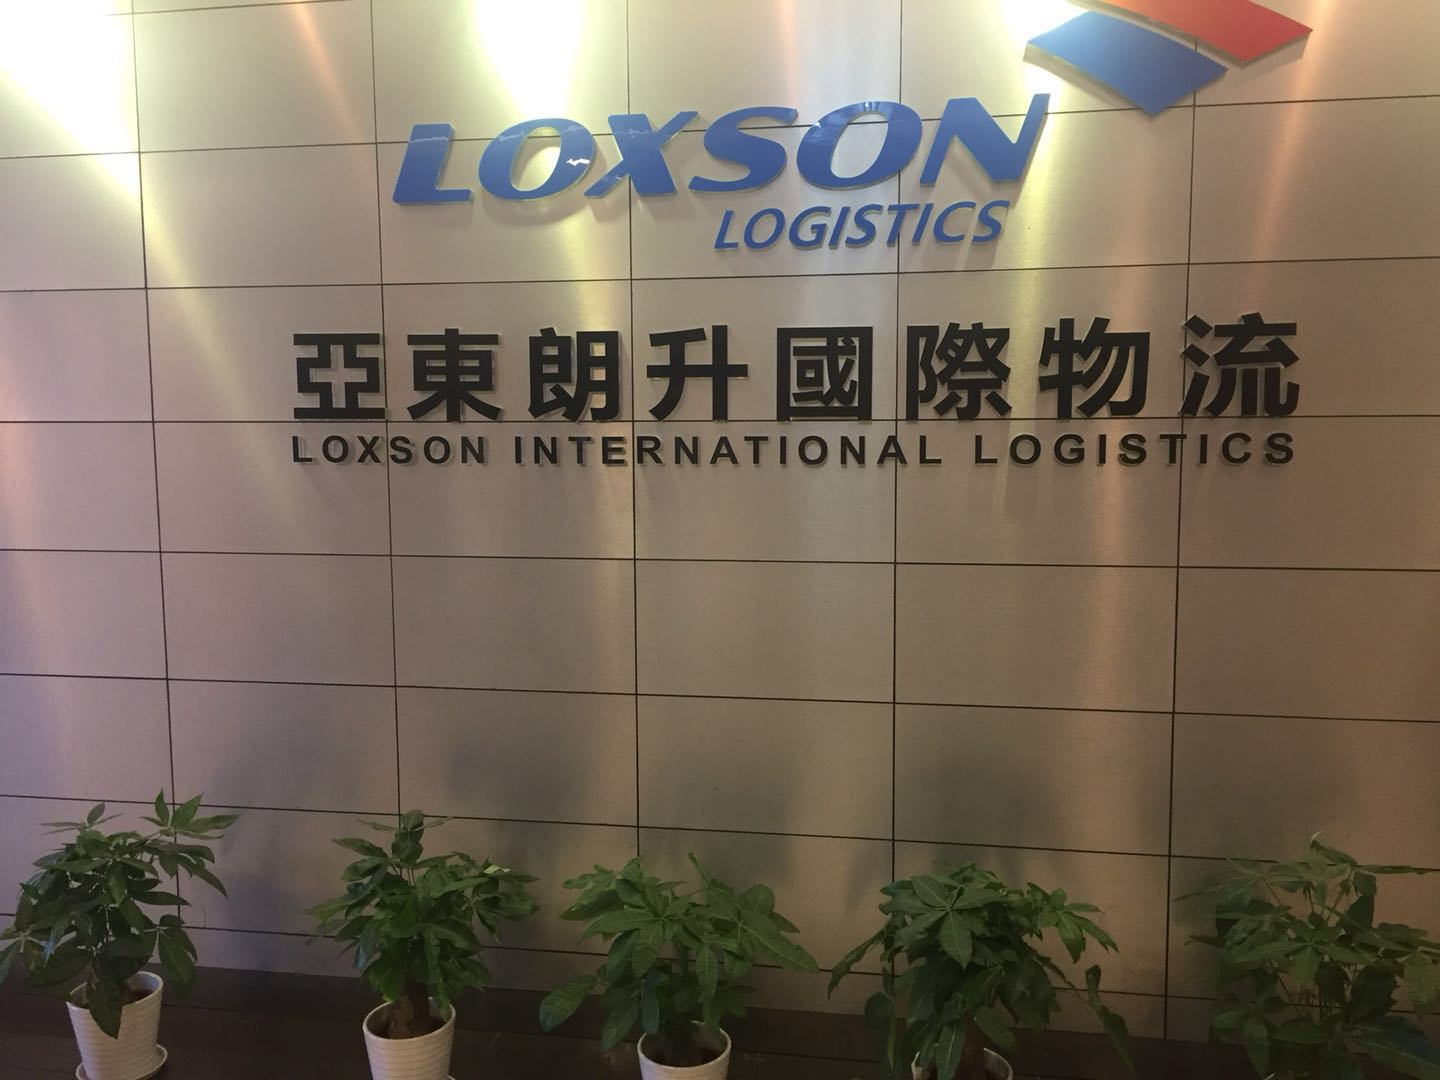 LOXSON
LOGISTICS
亞東朗升國際物流
LOXSON INTERNATIONAL LOGISTICS